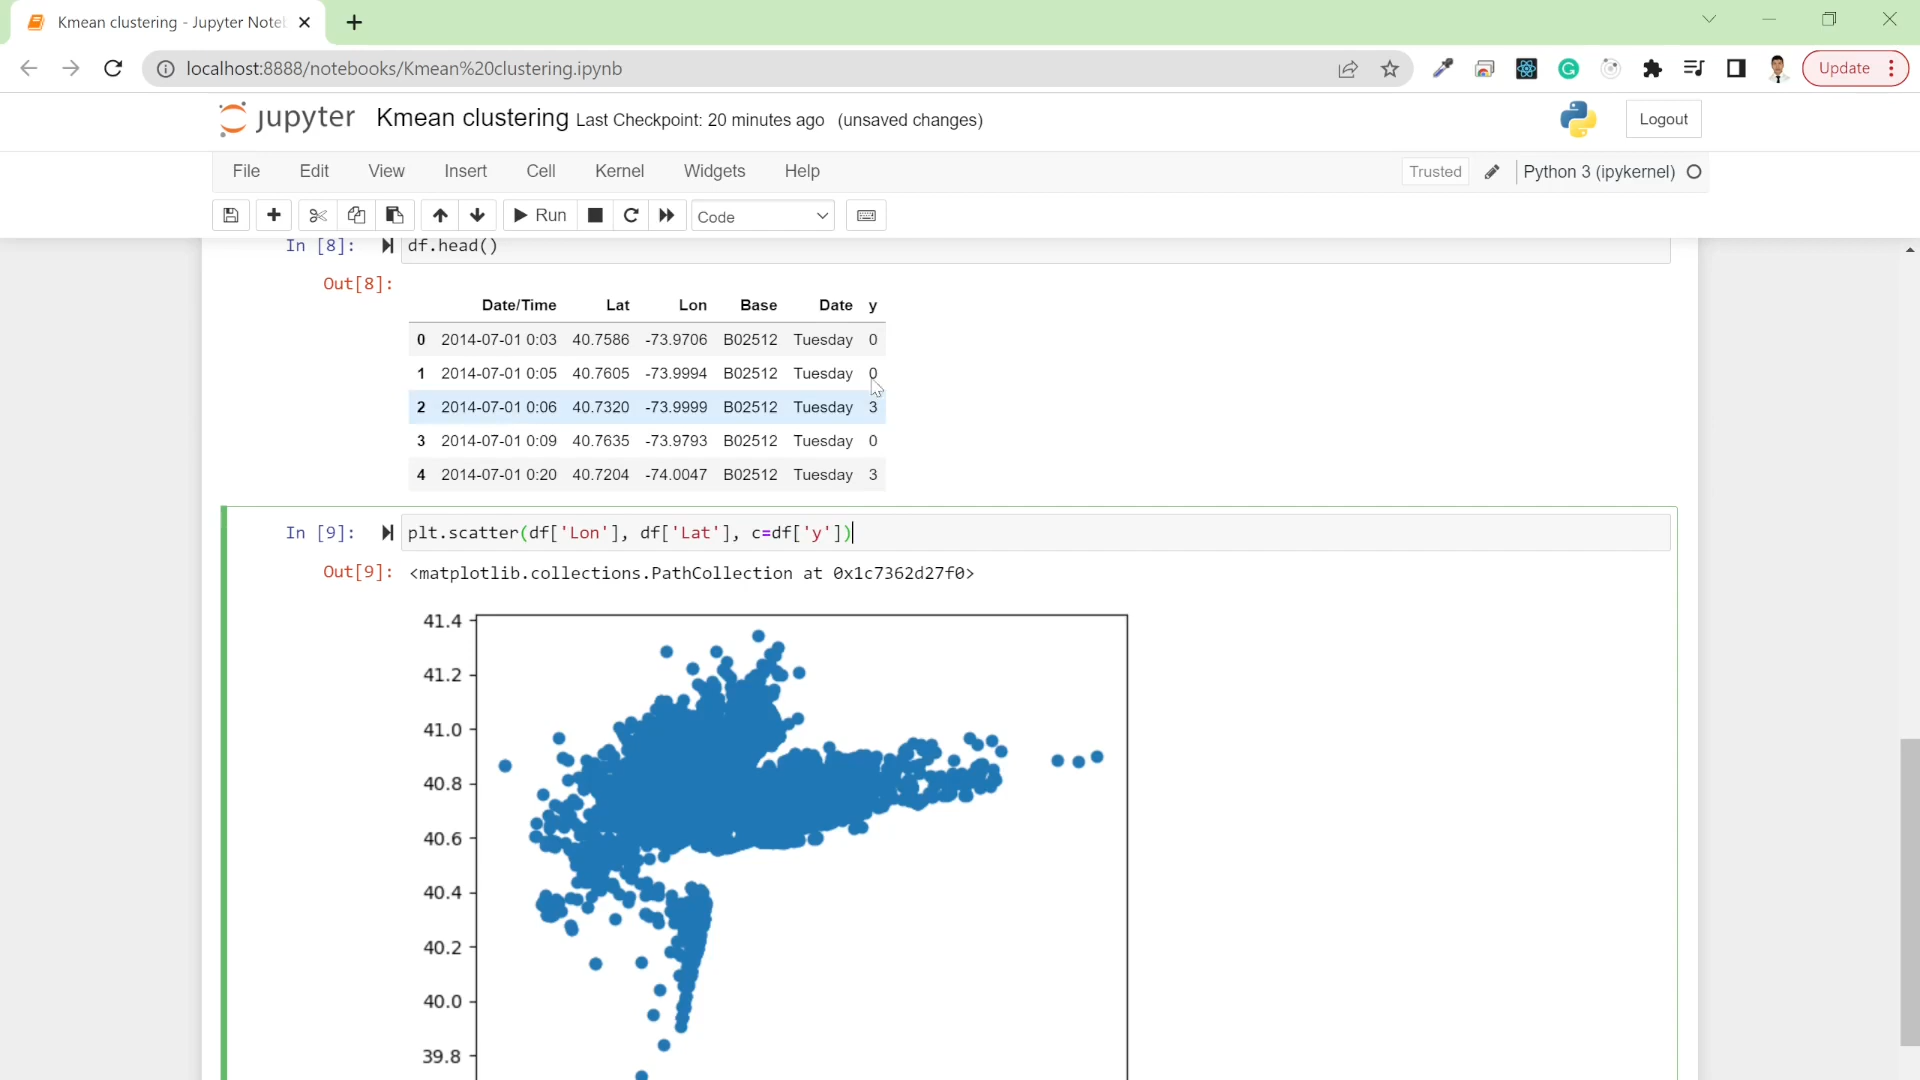 Kmean clustering - Jupyter Note
localhost:8888/notebooks/Kmean%20clustering.ipynb
Update
jupyter Kmean clustering Last Checkpoint: 20 minutes ago (unsaved changes)
Logout
File Edit View Insert Cell Kernel Widgets Help
Trusted Python 3 (ipykernel)
Run Code
In [8]: df.head()
Out[8]:
Date/Time Lat Lon Base Date y
0 2014-07-01 0:03 40.7586 -73.9706 B02512 Tuesday 0
1 2014-07-01 0:05 40.7605 -73.9994 B02512 Tuesday 0
2 2014-07-01 0:06 40.7320 -73.9999 B02512 Tuesday 3
3 2014-07-01 0:09 40.7635 -73.9793 B02512 Tuesday 0
4 2014-07-01 0:20 40.7204 -74.0047 B02512 Tuesday 3
In [9]: plt.scatter(df['Lon'], df['Lat'], c=df['y'])
Out[9]: <matplotlib.collections.PathCollection at 0x1c7362d27f0>
41.4
41.2
41.0
40.8
40.6
40.4
40.2
40.0
39.8